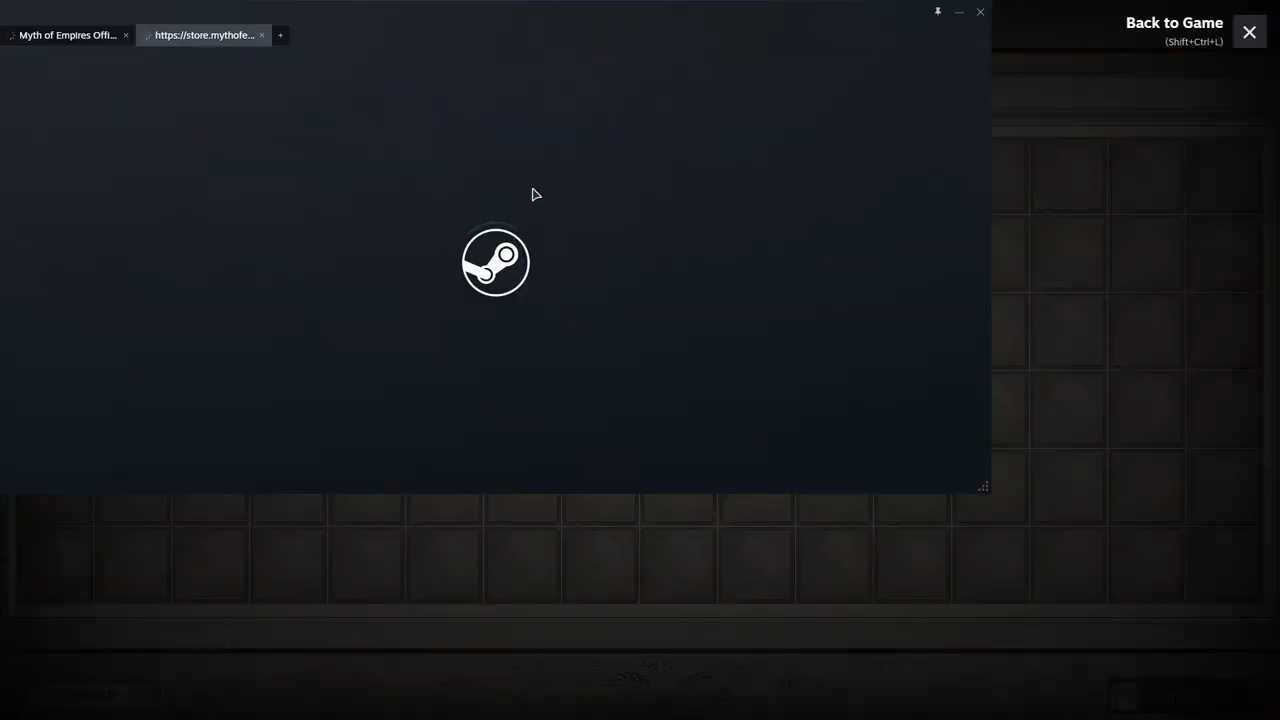 Back to Game
Myth of Empires Offi...
https://store.mythofe...
(Shift+Ctrl+L)